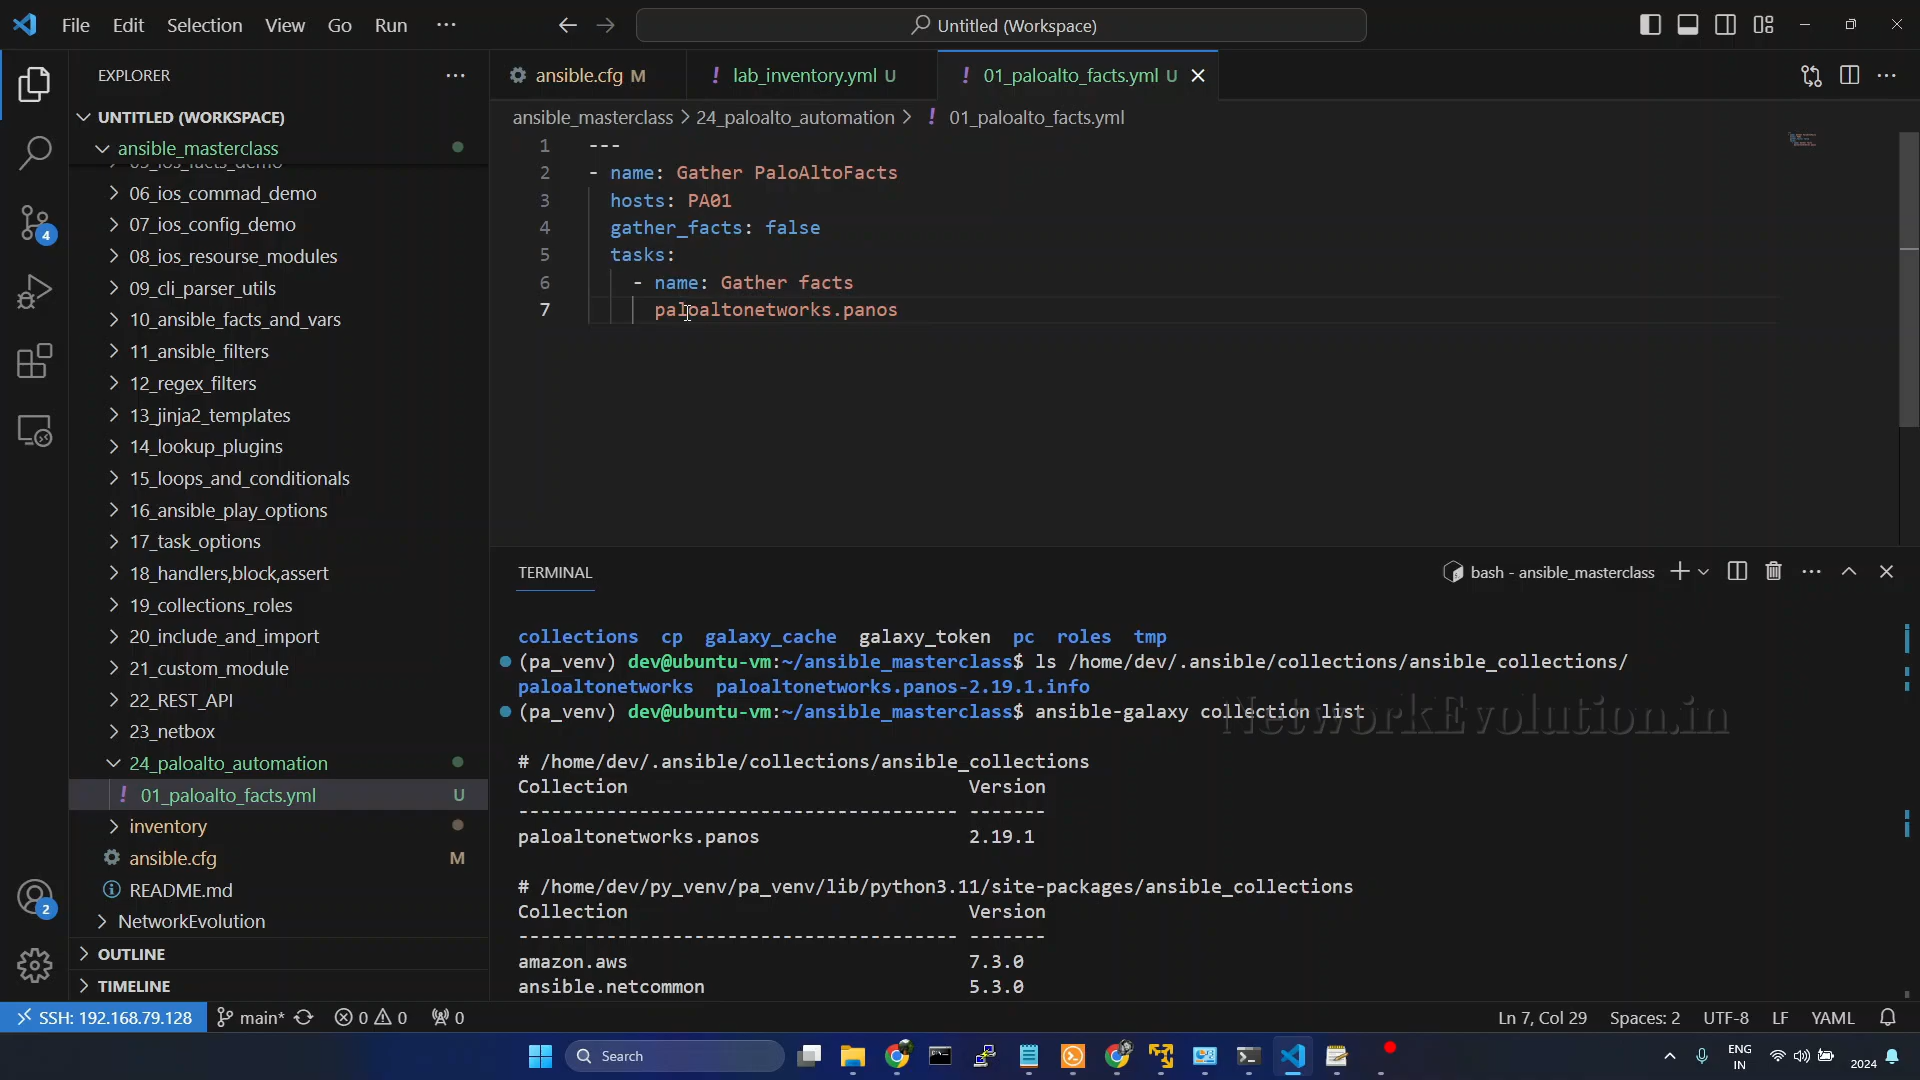 File Edit Selection View Go Run ···
Untitled (Workspace)
EXPLORER
UNTITLED (WORKSPACE)
ansible_masterclass
05_ios_facts_demo
06_ios_commad_demo
07_ios_config_demo
08_ios_resourse_modules
09_cli_parser_utils
10_ansible_facts_and_vars
11_ansible_filters
12_regex_filters
13_jinja2_templates
14_lookup_plugins
15_loops_and_conditionals
16_ansible_play_options
17_task_options
18_handlers,block,assert
19_collections_roles
20_include_and_import
21_custom_module
22_REST_API
23_netbox
24_paloalto_automation
! 01_paloalto_facts.yml U
inventory
ansible.cfg M
README.md
NetworkEvolution
OUTLINE
TIMELINE
4
2
ansible.cfg M
! lab_inventory.yml U
! 01_paloalto_facts.yml U
ansible_masterclass > 24_paloalto_automation > ! 01_paloalto_facts.yml
1 ---
2 - name: Gather PaloAltoFacts
3 hosts: PA01
4 gather_facts: false
5 tasks:
6 - name: Gather facts
7 paloaltonetworks.panos
TERMINAL
bash - ansible_masterclass
collections cp galaxy_cache galaxy_token pc roles tmp
(pa_venv) dev@ubuntu-vm:~/ansible_masterclass$ ls /home/dev/.ansible/collections/ansible_collections/
paloaltonetworks paloaltonetworks.panos-2.19.1.info
(pa_venv) dev@ubuntu-vm:~/ansible_masterclass$ ansible-galaxy collection list
NetworkEvolution.in
# /home/dev/.ansible/collections/ansible_collections
Collection Version
---------------------------------------- -------
paloaltonetworks.panos 2.19.1
# /home/dev/py_venv/pa_venv/lib/python3.11/site-packages/ansible_collections
Collection Version
---------------------------------------- -------
amazon.aws 7.3.0
ansible.netcommon 5.3.0
SSH: 192.168.79.128 main* 0 0 0
Ln 7, Col 29 Spaces: 2 UTF-8 LF YAML
Search
ENG
IN
2024